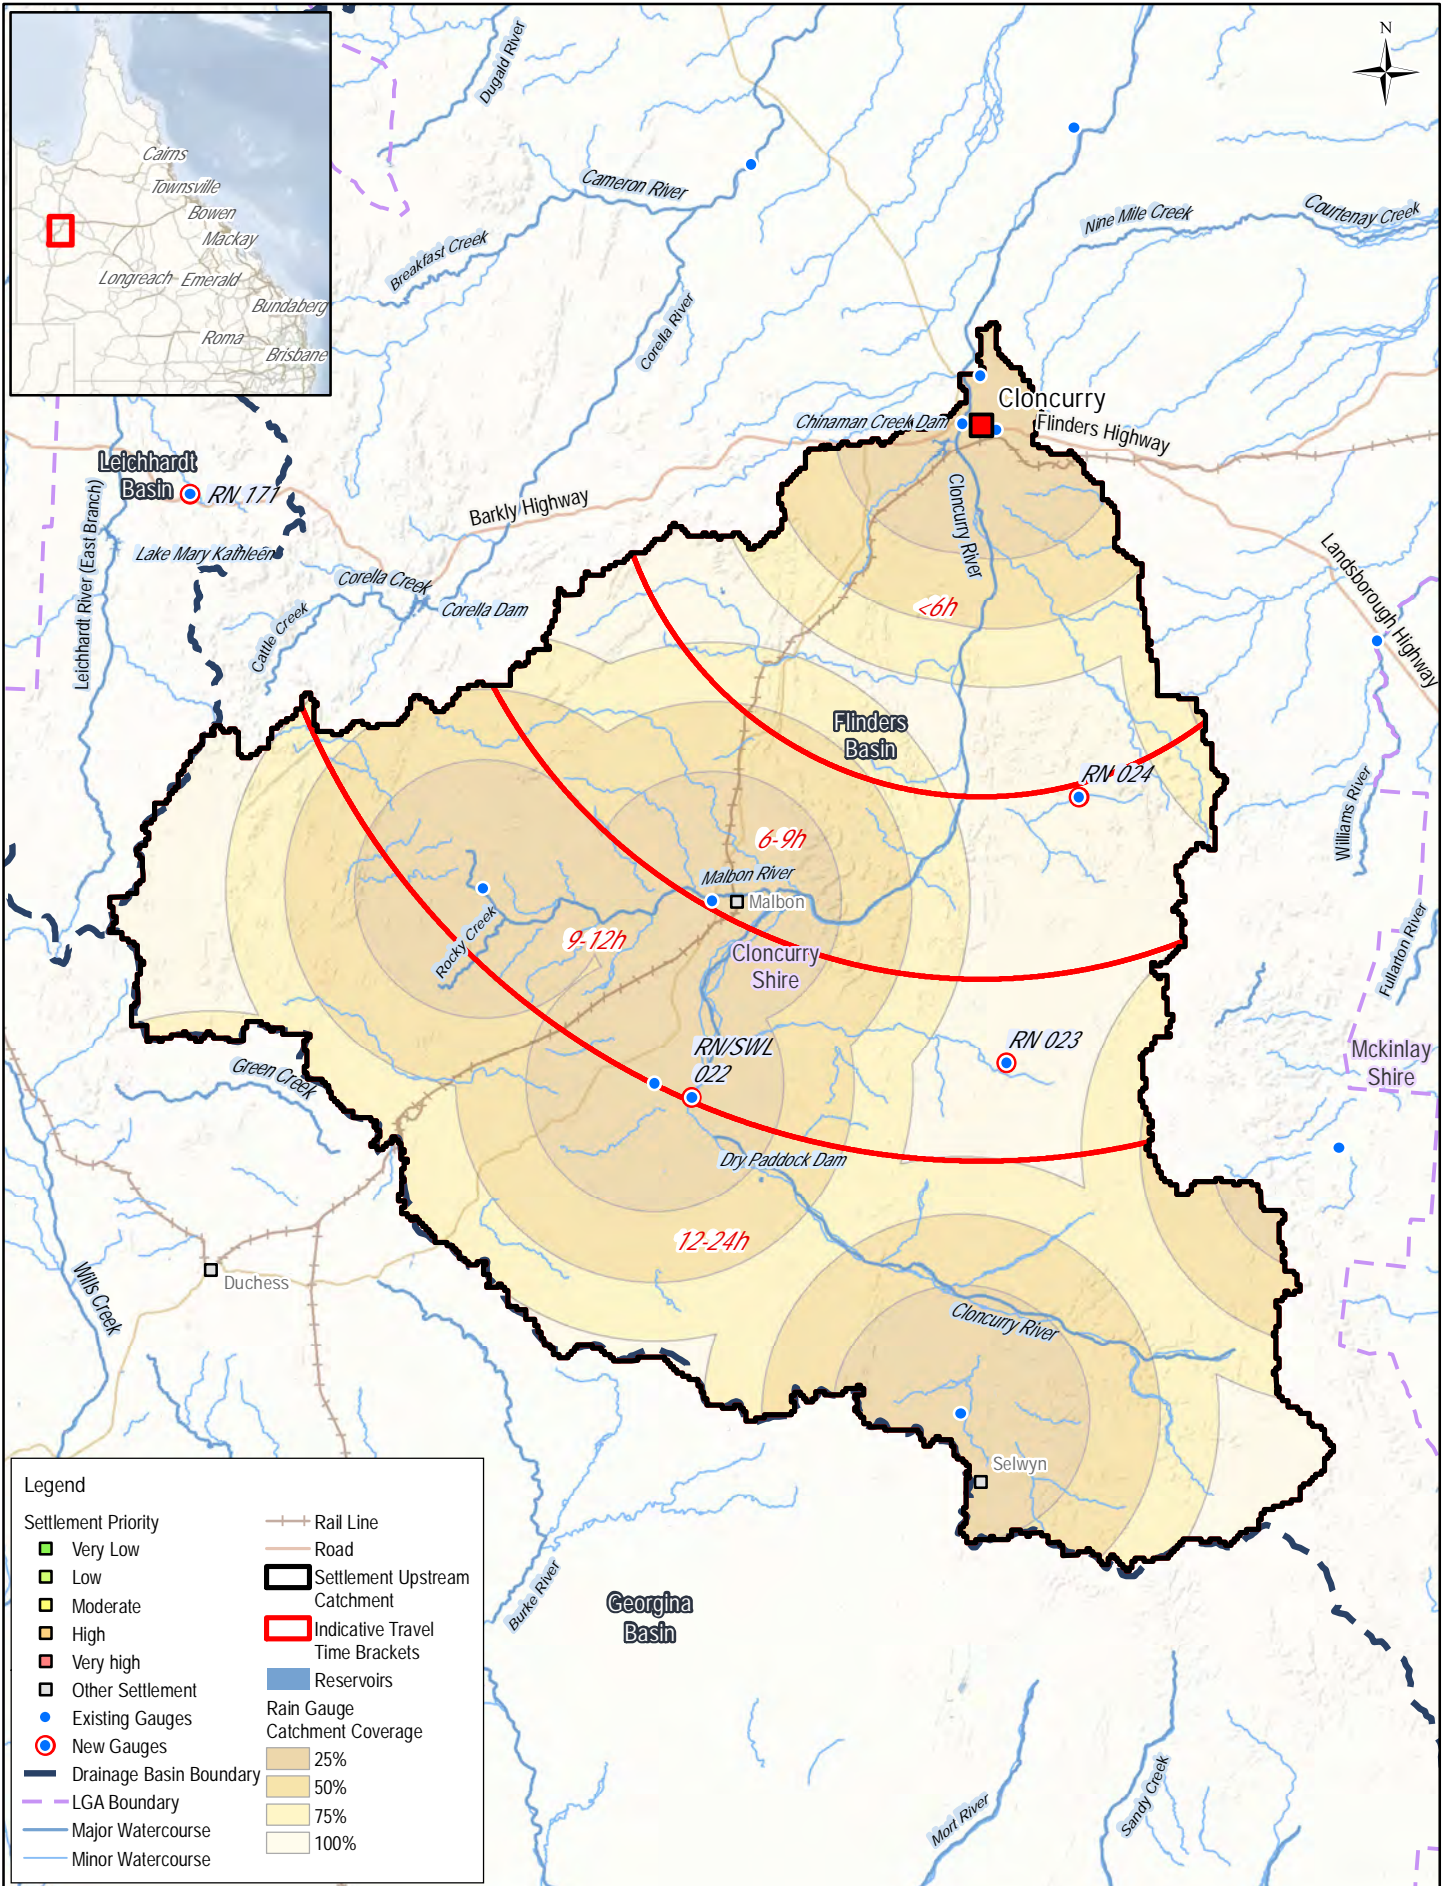 Cairns
Townsville
Bowen
Mackay
Longreach
Emerald
Bundaberg
Roma
Brisbane
N
Dugald River
Cameron River
Breakfast Creek
Corella River
Nine Mile Creek
Courtenay Creek
Cloncurry
Chinaman Creek Dam
Flinders Highway
Leichhardt
Basin
RN 171
Barkly Highway
Cloncurry River
Leichhardt River (East Branch)
Lake Mary Kathleen
Corella Creek
Corella Dam
Cattle Creek
<6h
Landsborough Highway
Flinders
Basin
RN 024
Williams River
6-9h
Malbon River
Malbon
Rocky Creek
9-12h
Cloncurry
Shire
Fullarton River
RN/SWL
022
RN 023
Mckinlay
Shire
Green Creek
Dry Paddock Dam
12-24h
Duchess
Wills Creek
Cloncurry River
Selwyn
Burke River
Georgina
Basin
Mort River
Sandy Creek
Legend
Settlement Priority
Very Low
Low
Moderate
High
Very high
Other Settlement
Existing Gauges
New Gauges
Drainage Basin Boundary
LGA Boundary
Major Watercourse
Minor Watercourse
Rail Line
Road
Settlement Upstream
Catchment
Indicative Travel
Time Brackets
Reservoirs
Rain Gauge
Catchment Coverage
25%
50%
75%
100%